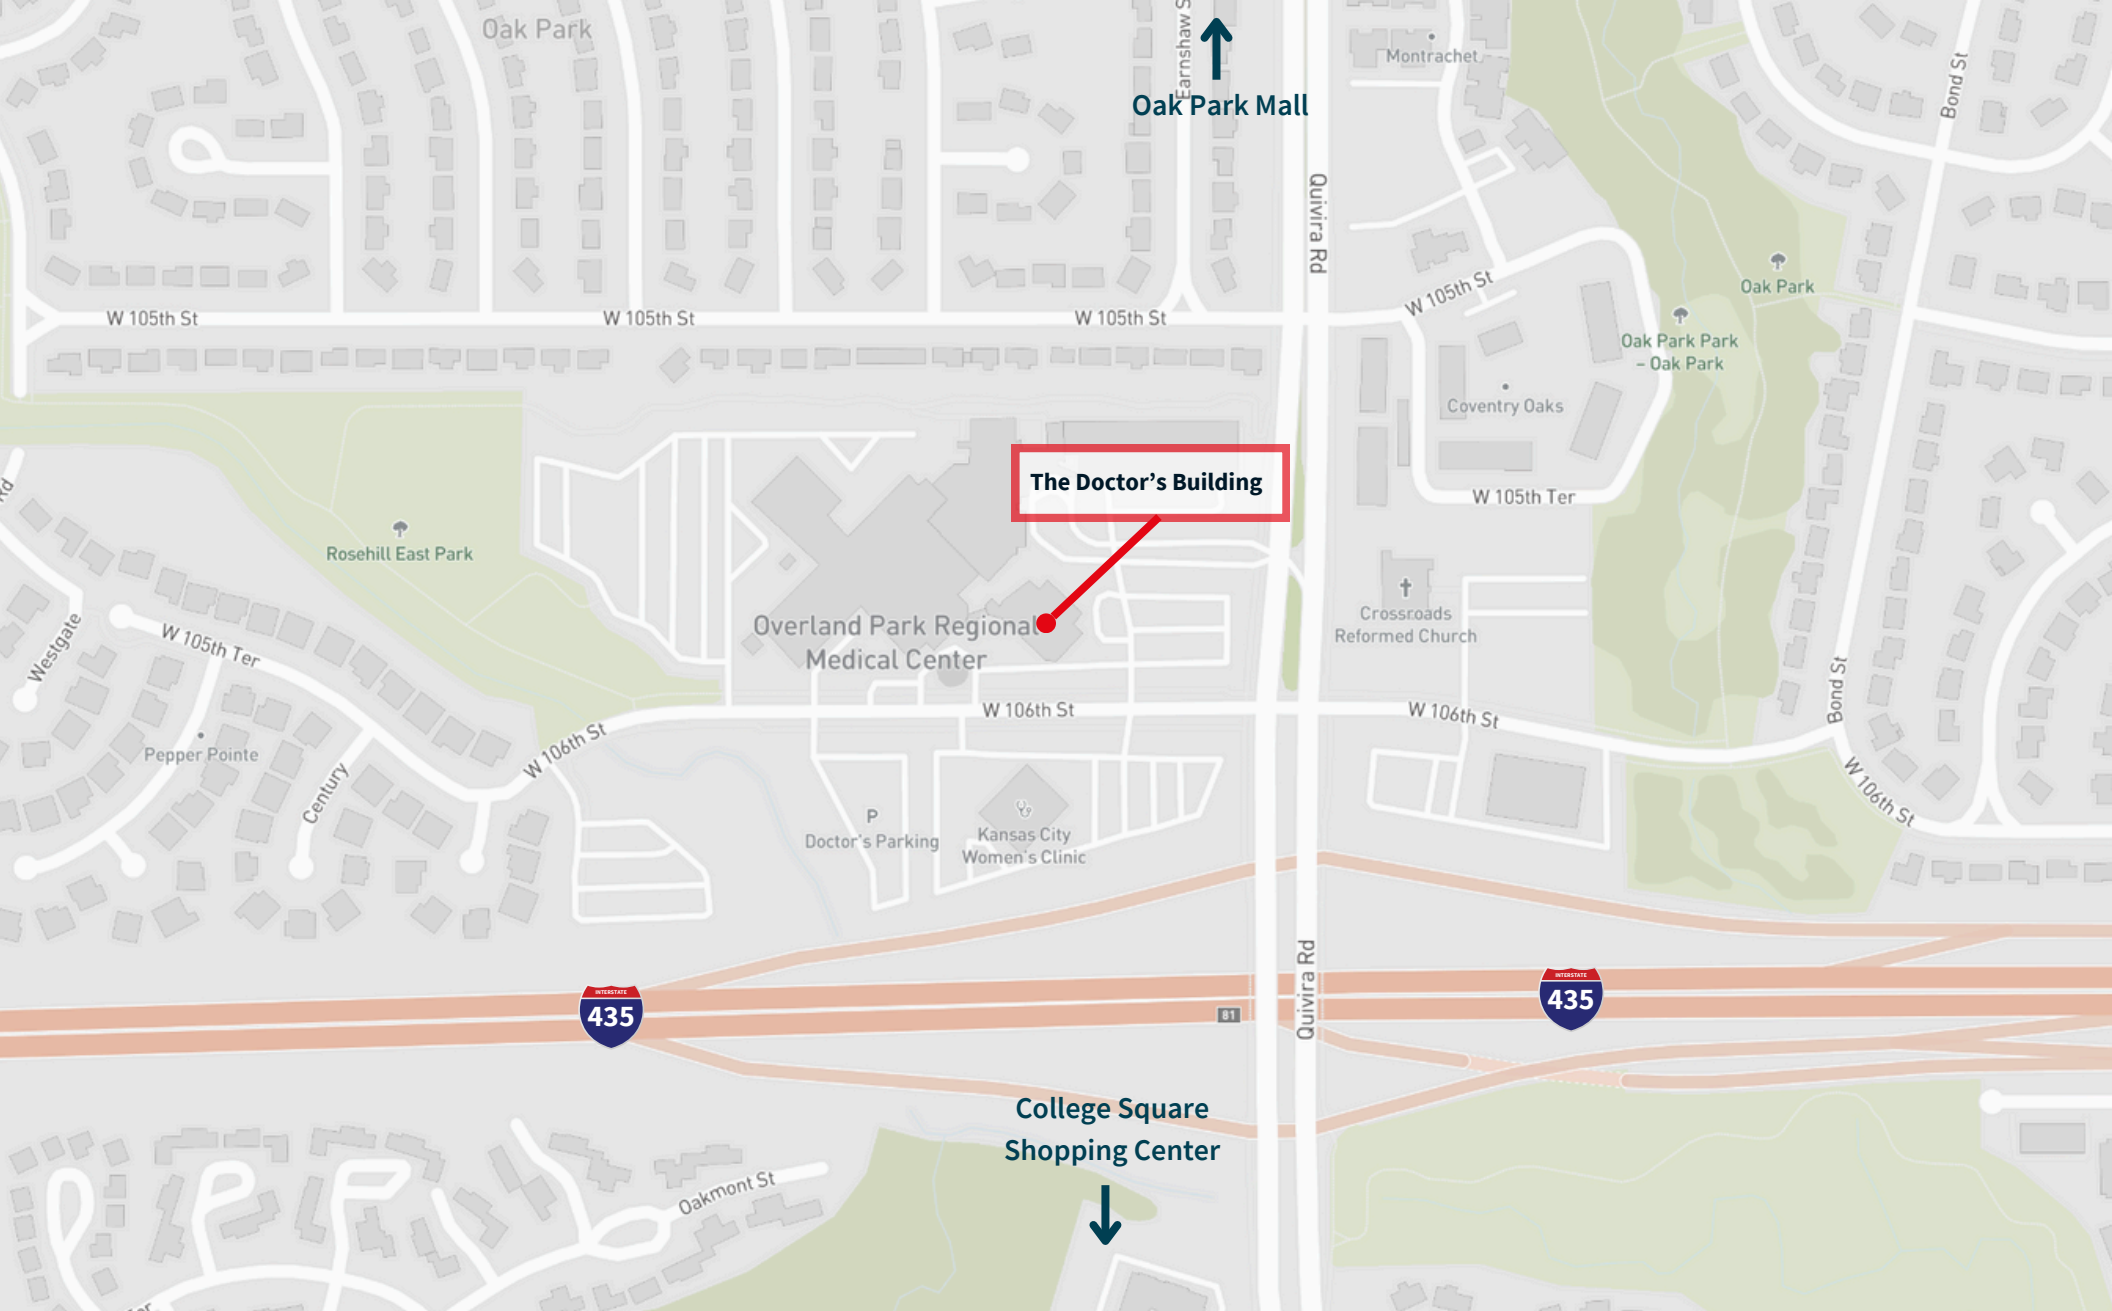 Oak Park
Earnshaw S
Oak Park Mall
Montrachet
Bond St
Quivira Rd
W 105th St
W 105th St
W 105th St
W 105th St
Oak Park
Oak Park Park
– Oak Park
Coventry Oaks
The Doctor's Building
W 105th Ter
Rd
Rosehill East Park
Crossroads
Reformed Church
Overland Park Regional
Medical Center
Westgate
W 105th Ter
W 106th St
W 106th St
W 106th St
Bond St
Pepper Pointe
Century
W 106th St
P
Doctor's Parking
Kansas City
Women's Clinic
Quivira Rd
INTERSTATE
435
INTERSTATE
435
81
College Square
Shopping Center
Oakmont St